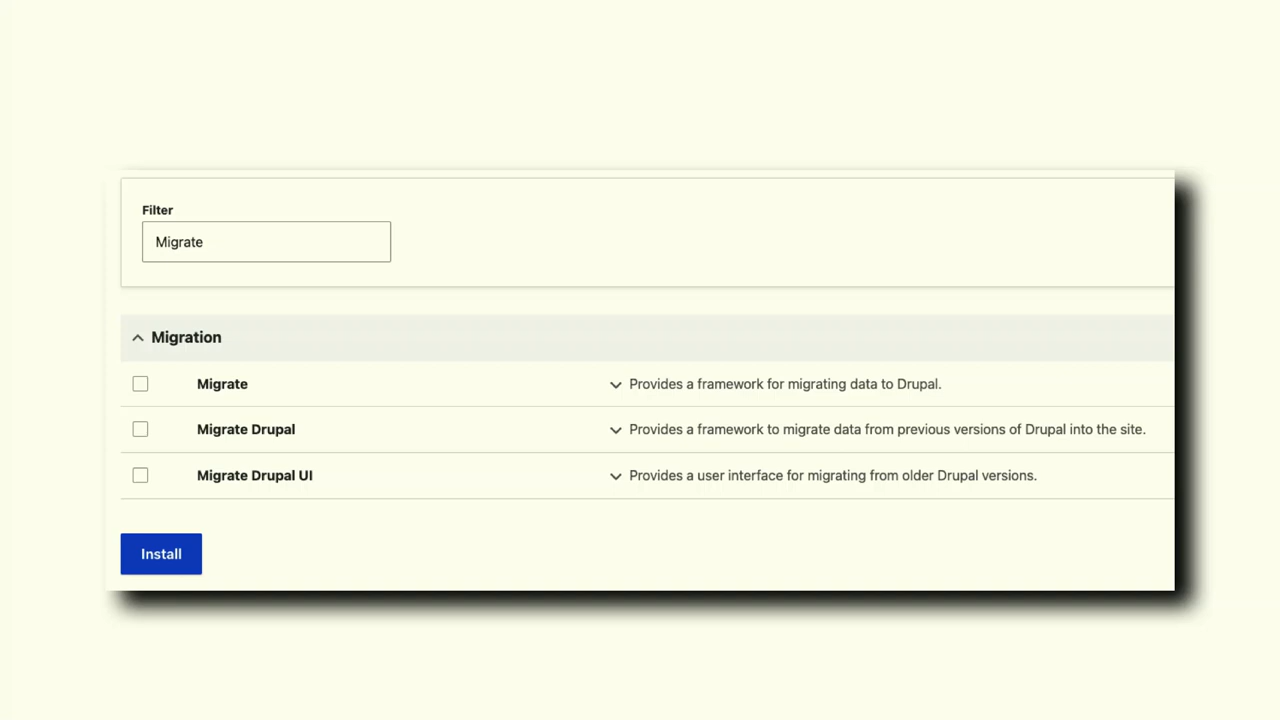 Filter
Migrate
Migration
Migrate Provides a framework for migrating data to Drupal.
Migrate Drupal Provides a framework to migrate data from previous versions of Drupal into the site.
Migrate Drupal UI Provides a user interface for migrating from older Drupal versions.
Install